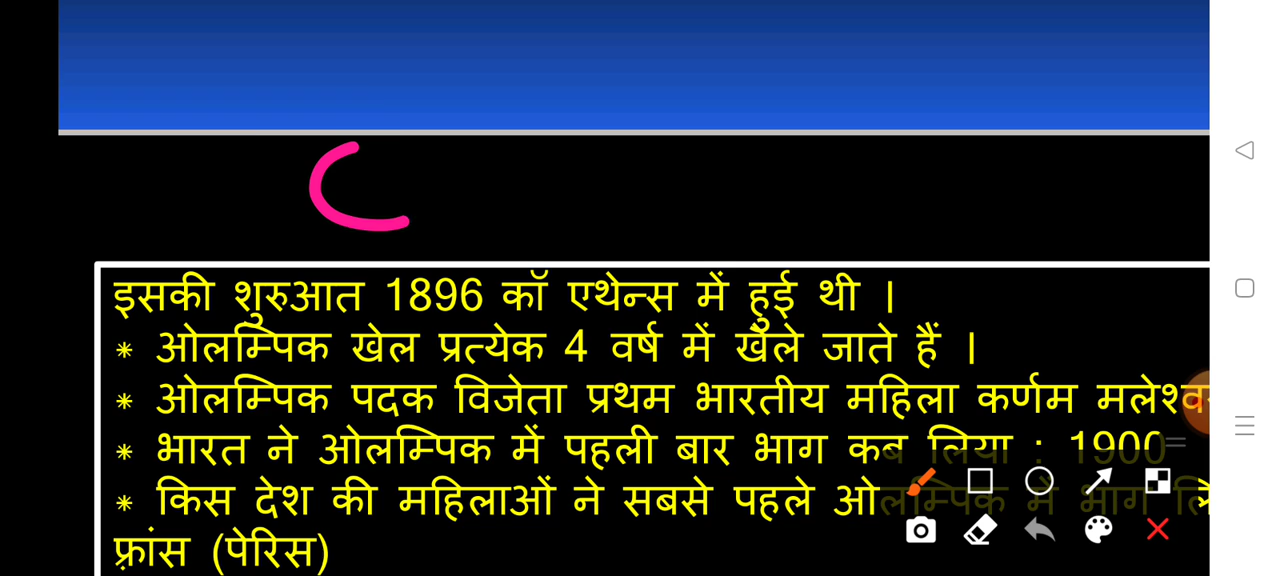 इसकी शुरुआत 1896 कॉ एथेन्स में हुई थी ।
* ओलम्पिक खेल प्रत्येक 4 वर्ष में खेले जाते हैं ।
* ओलम्पिक पदक विजेता प्रथम भारतीय महिला कर्णम
* भारत ने ओलम्पिक में पहली बार भाग कब लिया : 1900
* किस देश की महिलाओं ने सबसे पहले ओलम्पिक में भाग
फ़्रांस (पेरिस)